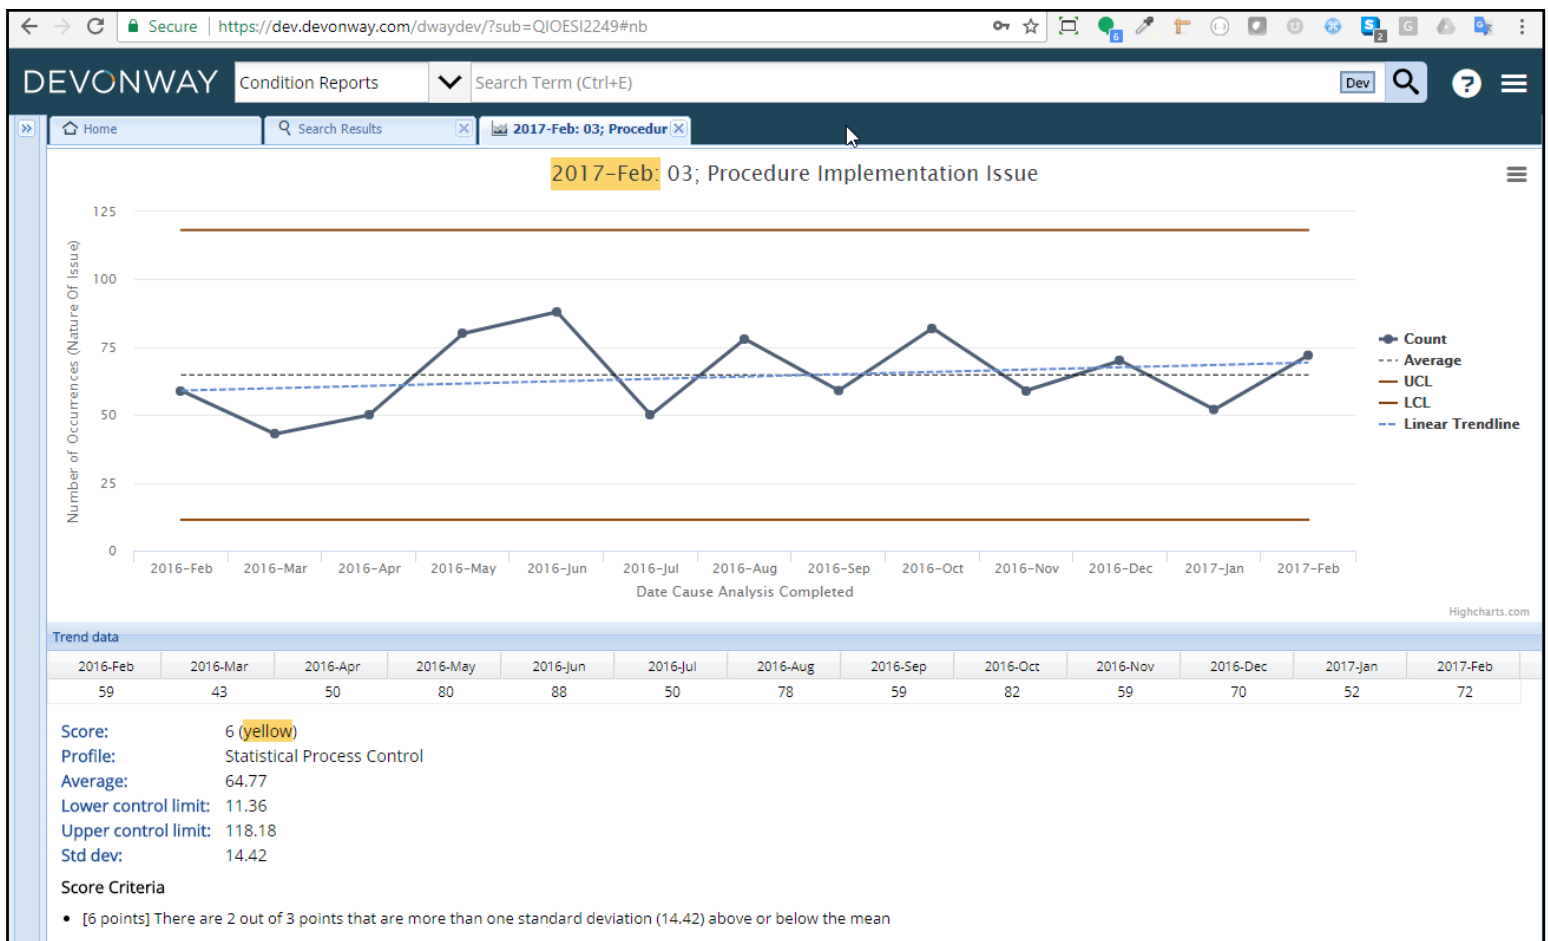 Secure | https://dev.devonway.com/dwaydev/?sub=QIOESI2249#nb
6
2
DEVONWAY Condition Reports Search Term (Ctrl+E) Dev ?
Home Search Results 2017-Feb: 03; Procedur
2017-Feb: 03; Procedure Implementation Issue
125
100
75
50
25
0
Number of Occurrences (Nature Of Issue)
Count
Average
UCL
LCL
Linear Trendline
2016-Feb 2016-Mar 2016-Apr 2016-May 2016-Jun 2016-Jul 2016-Aug 2016-Sep 2016-Oct 2016-Nov 2016-Dec 2017-Jan 2017-Feb
Date Cause Analysis Completed
Highcharts.com
Trend data
2016-Feb 2016-Mar 2016-Apr 2016-May 2016-Jun 2016-Jul 2016-Aug 2016-Sep 2016-Oct 2016-Nov 2016-Dec 2017-Jan 2017-Feb
59 43 50 80 88 50 78 59 82 59 70 52 72
Score: 6 (yellow)
Profile: Statistical Process Control
Average: 64.77
Lower control limit: 11.36
Upper control limit: 118.18
Std dev: 14.42
Score Criteria
• [6 points] There are 2 out of 3 points that are more than one standard deviation (14.42) above or below the mean